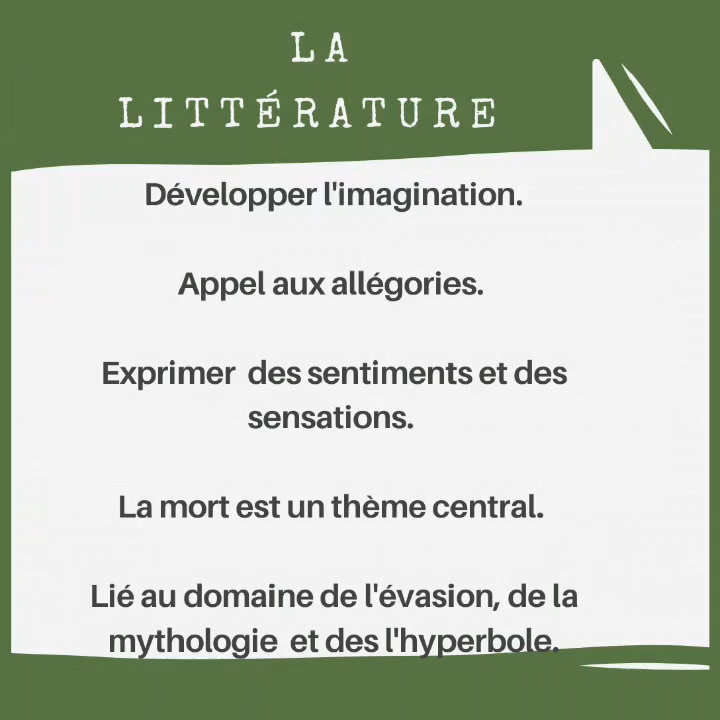 LA
LITTÉRATURE
Développer l'imagination.
Appel aux allégories.
Exprimer des sentiments et des
sensations.
La mort est un thème central.
Lié au domaine de l'évasion, de la
mythologie et des l'hyperbole.